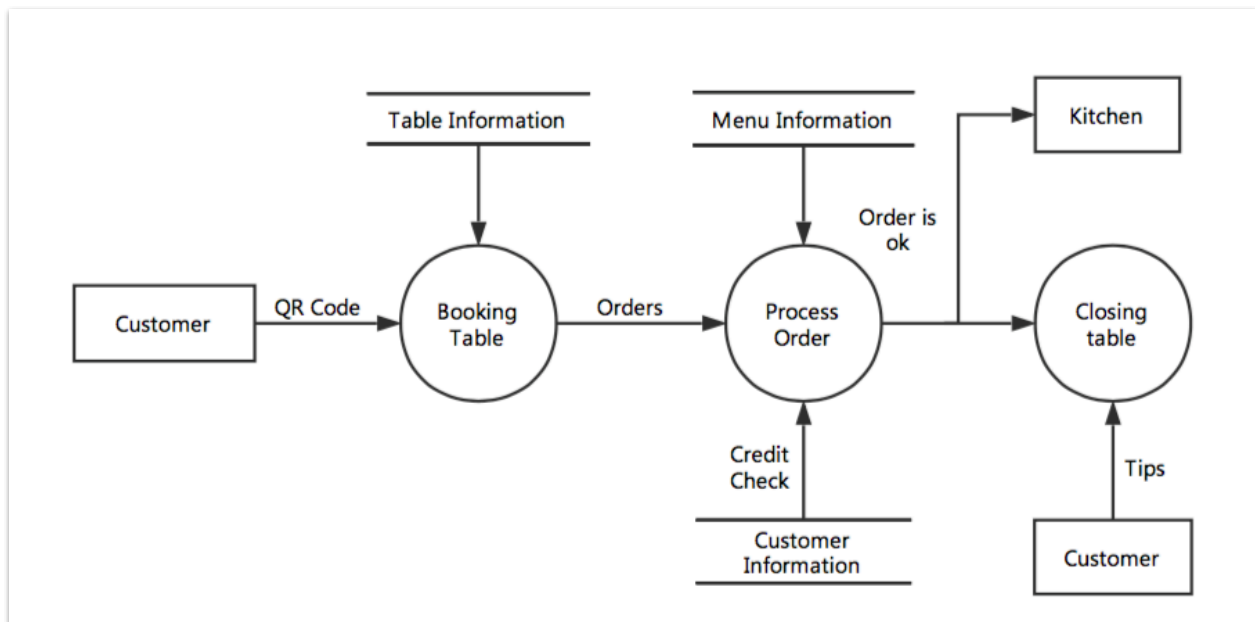 Table Information
Menu Information
Kitchen
Order is
ok
Customer
QR Code
Booking
Table
Orders
Process
Order
Closing
table
Credit
Check
Tips
Customer
Information
Customer